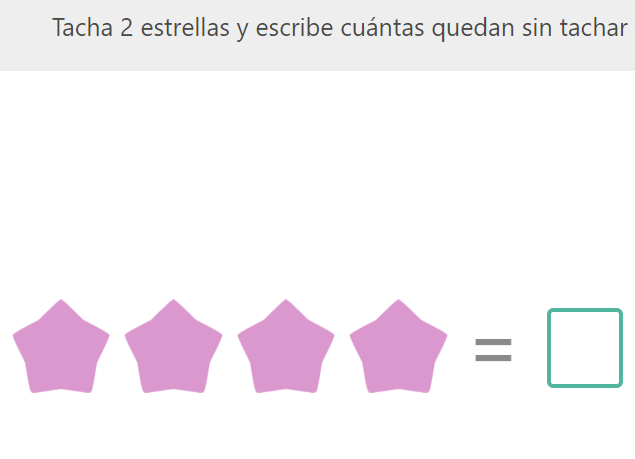 Tacha 2 estrellas y escribe cuántas quedan sin tachar
=